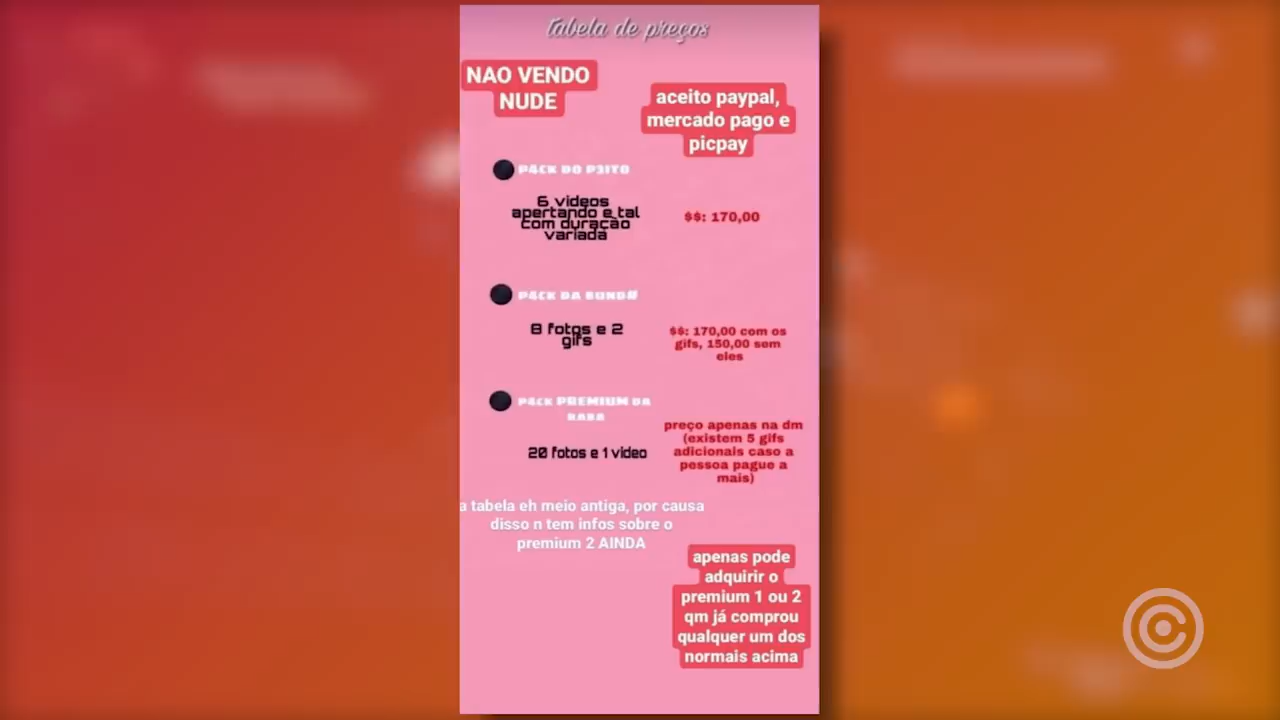 tabela de preços
NAO VENDO
NUDE
aceito paypal,
mercado pago e
picpay
P4CK DO P3ITO
6 videos
apertando e tal
com duração
variada
$$: 170,00
P4CK DA BUND#
8 fotos e 2
gifs
$$: 170,00 com os
gifs, 150,00 sem
eles
P4CK PREMIUM DA
RABA
20 fotos e 1 video
preço apenas na dm
(existem 5 gifs
adicionais caso a
pessoa pague a
mais)
a tabela eh meio antiga, por causa
disso n tem infos sobre o
premium 2 AINDA
apenas pode
adquirir o
premium 1 ou 2
qm já comprou
qualquer um dos
normais acima